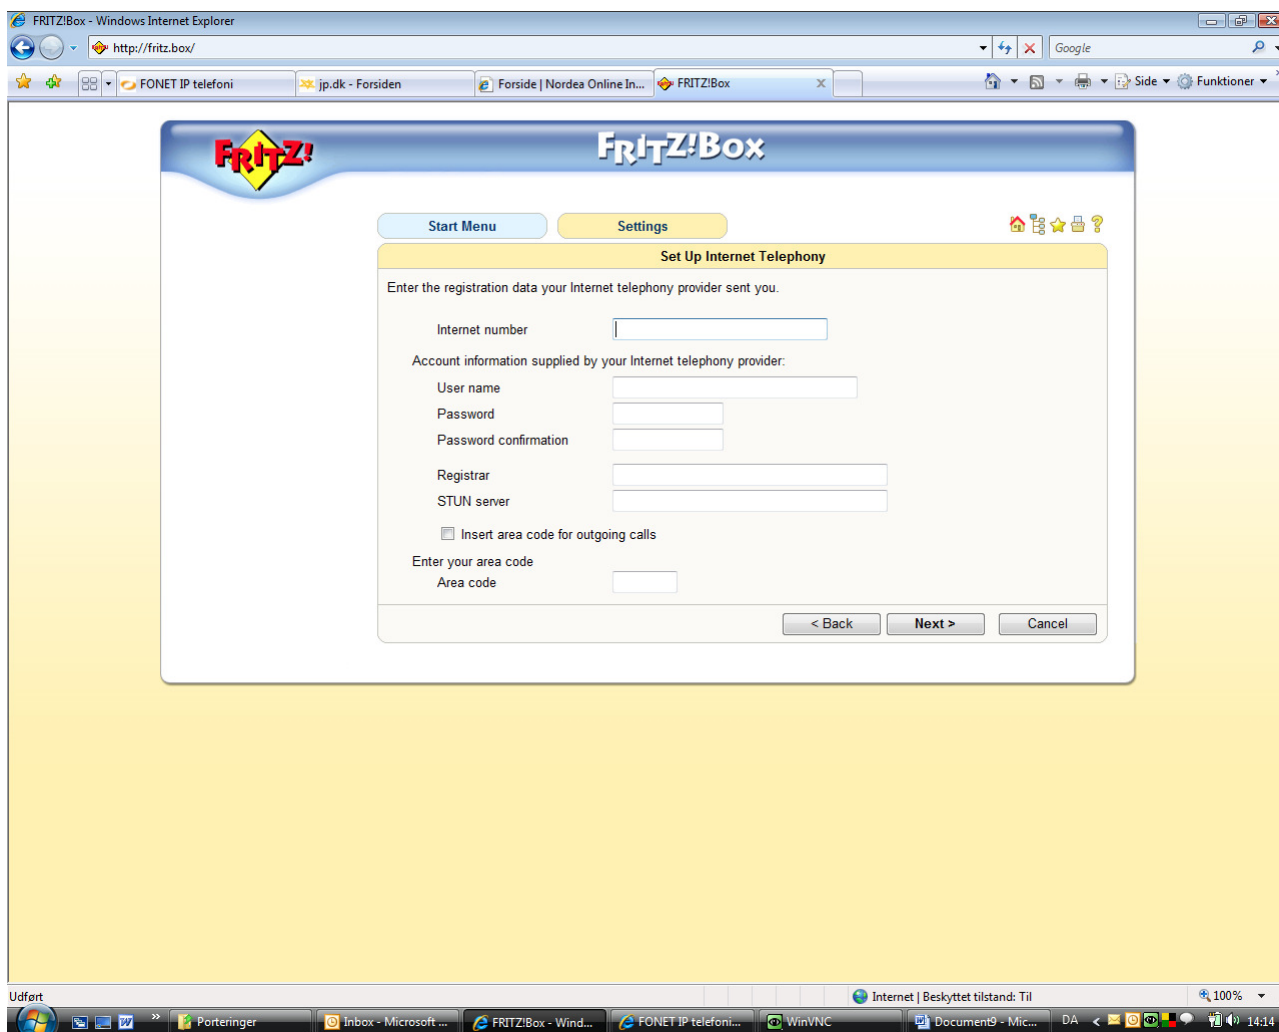 FRITZ!Box - Windows Internet Explorer
http://fritz.box/
Google
FONET IP telefoni
jp.dk - Forsiden
Forside | Nordea Online In...
FRITZ!Box
Side
Funktioner
FRITZ!
FRITZ!BOX
Start Menu
Settings
Set Up Internet Telephony
Enter the registration data your Internet telephony provider sent you.
Internet number
Account information supplied by your Internet telephony provider:
User name
Password
Password confirmation
Registrar
STUN server
Insert area code for outgoing calls
Enter your area code
Area code
< Back
Next >
Cancel
Udført
Internet | Beskyttet tilstand: Til
100%
Porteringer
Inbox - Microsoft ...
FRITZ!Box - Wind...
FONET IP telefoni...
WinVNC
Document9 - Mic...
DA
14:14